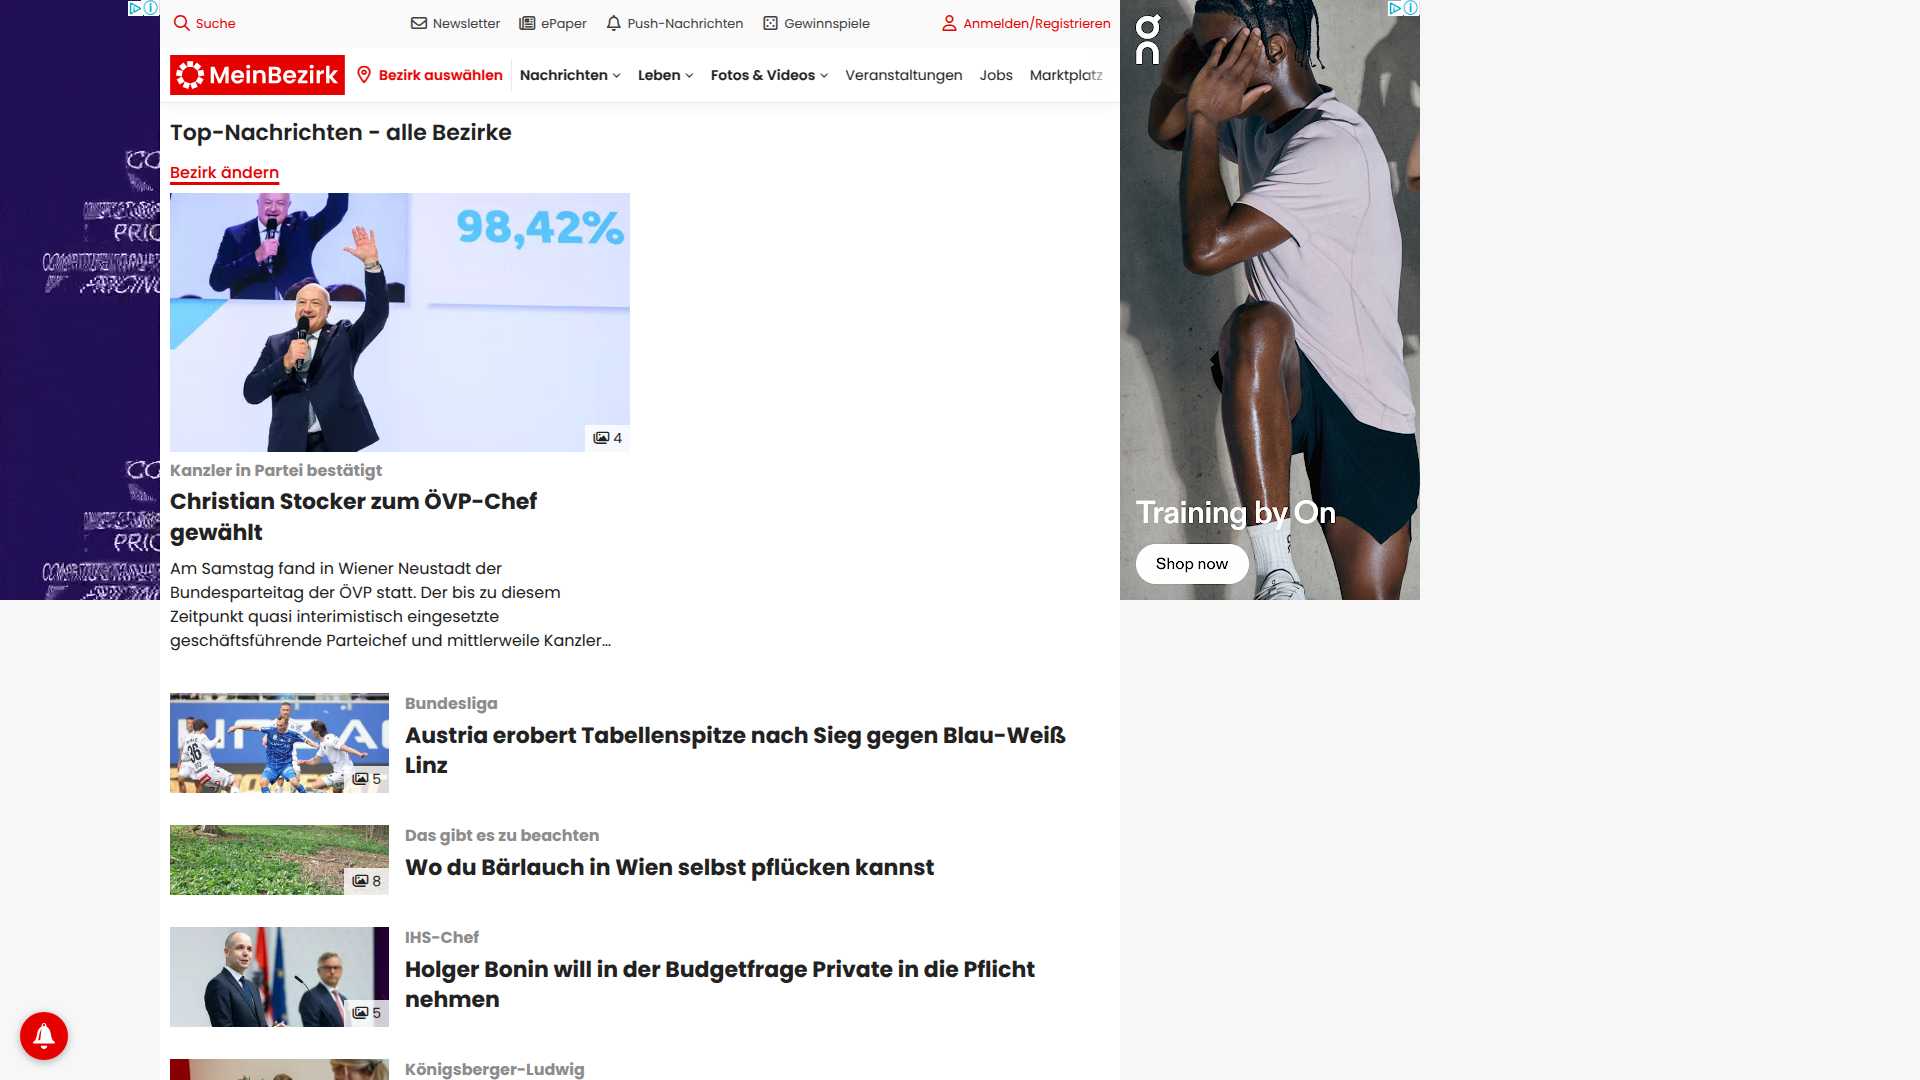 Suche
Newsletter
ePaper
Push-Nachrichten
Gewinnspiele
Anmelden/Registrieren
MeinBezirk
Bezirk auswählen
Nachrichten
Leben
Fotos & Videos
Veranstaltungen
Jobs
Marktplatz
Top-Nachrichten - alle Bezirke
Bezirk ändern
98,42%
4
Kanzler in Partei bestätigt
Christian Stocker zum ÖVP-Chef
gewählt
Am Samstag fand in Wiener Neustadt der
Bundesparteitag der ÖVP statt. Der bis zu diesem
Zeitpunkt quasi interimistisch eingesetzte
geschäftsführende Parteichef und mittlerweile Kanzler...
5
Bundesliga
Austria erobert Tabellenspitze nach Sieg gegen Blau-Weiß
Linz
8
Das gibt es zu beachten
Wo du Bärlauch in Wien selbst pflücken kannst
5
IHS-Chef
Holger Bonin will in der Budgetfrage Private in die Pflicht
nehmen
Königsberger-Ludwig
on
Training by On
Shop now